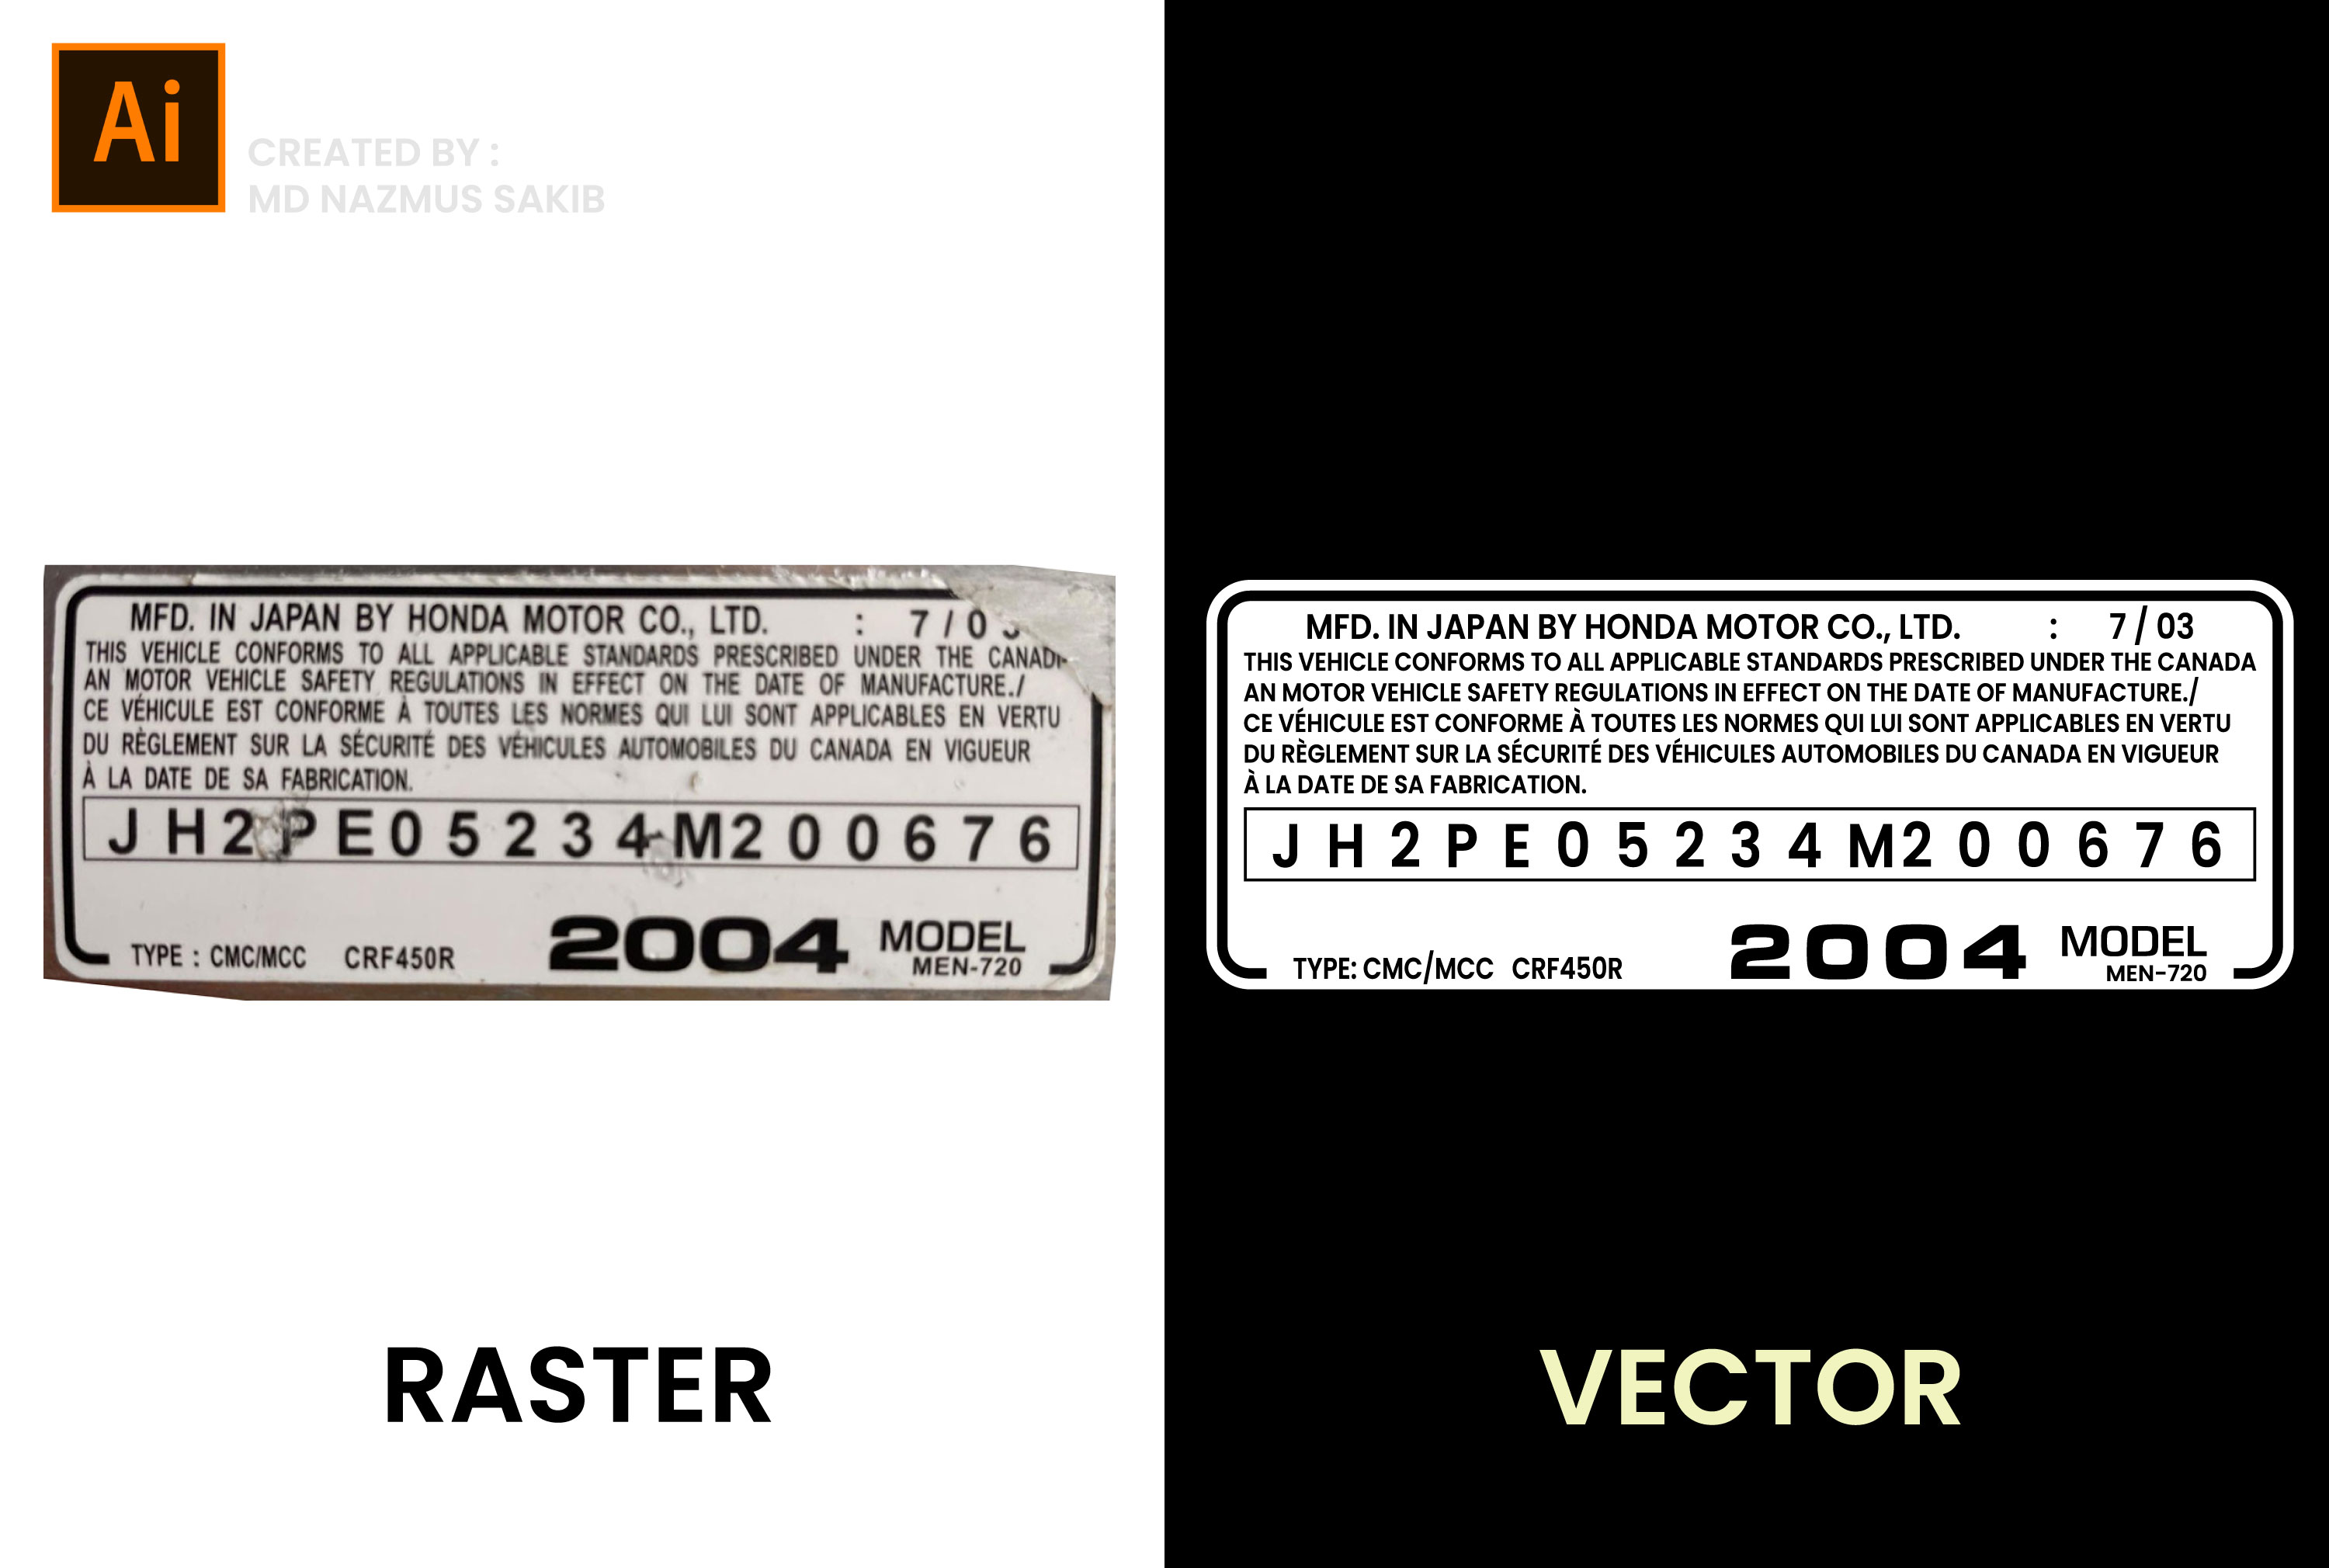 Ai
CREATED BY :
MD NAZMUS SAKIB
MFD. IN JAPAN BY HONDA MOTOR CO., LTD. : 7 / 0
THIS VEHICLE CONFORMS TO ALL APPLICABLE STANDARDS PRESCRIBED UNDER THE
AN MOTOR VEHICLE SAFETY REGULATIONS IN EFFECT ON THE DATE OF MANUFACTURE./
CE VÉHICULE EST CONFORME À TOUTES LES NORMES QUI LUI SONT APPLICABLES EN VERTU
DU RÈGLEMENT SUR LA SÉCURITÉ DES VÉHICULES AUTOMOBILES DU CANADA EN VIGUEUR
À LA DATE DE SA FABRICATION.
J H 2 P E 0 5 2 3 4 M 2 0 0 6 7 6
2004 MODEL
TYPE : CMC/MCC CRF450R MEN-720
RASTER
MFD. IN JAPAN BY HONDA MOTOR CO., LTD. : 7 / 03
THIS VEHICLE CONFORMS TO ALL APPLICABLE STANDARDS PRESCRIBED UNDER THE CANADA
AN MOTOR VEHICLE SAFETY REGULATIONS IN EFFECT ON THE DATE OF MANUFACTURE./
CE VÉHICULE EST CONFORME À TOUTES LES NORMES QUI LUI SONT APPLICABLES EN VERTU
DU RÈGLEMENT SUR LA SÉCURITÉ DES VÉHICULES AUTOMOBILES DU CANADA EN VIGUEUR
À LA DATE DE SA FABRICATION.
J H 2 P E 0 5 2 3 4 M 2 0 0 6 7 6
2004 MODEL
TYPE: CMC/MCC CRF450R MEN-720
VECTOR